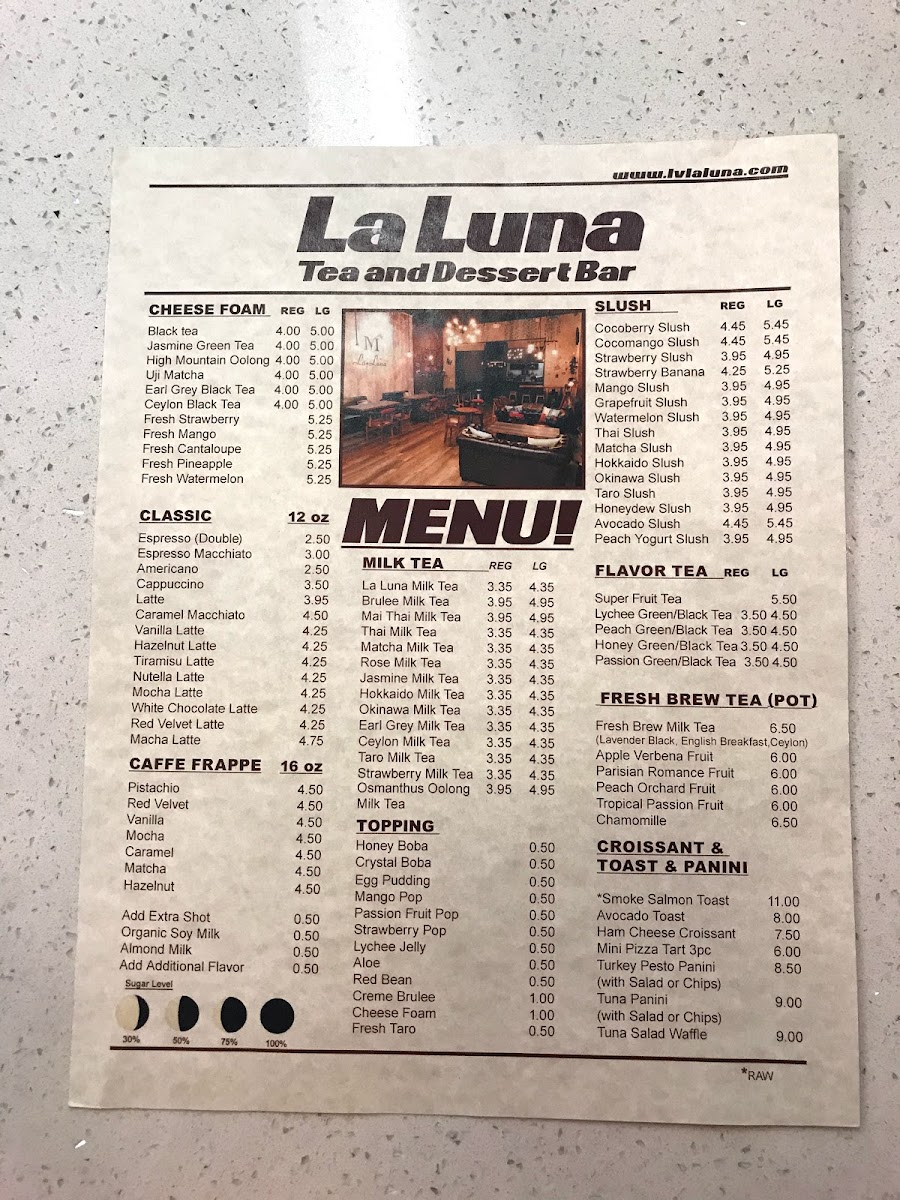 www.lvlaluna.com
La Luna
Tea and Dessert Bar
CHEESE FOAM REG LG
Black tea 4.00 5.00
Jasmine Green Tea 4.00 5.00
High Mountain Oolong 4.00 5.00
Uji Matcha 4.00 5.00
Earl Grey Black Tea 4.00 5.00
Ceylon Black Tea 4.00 5.00
Fresh Strawberry 5.25
Fresh Mango 5.25
Fresh Cantaloupe 5.25
Fresh Pineapple 5.25
Fresh Watermelon 5.25
CLASSIC 12 oz
Espresso (Double) 2.50
Espresso Macchiato 3.00
Americano 2.50
Cappuccino 3.50
Latte 3.95
Caramel Macchiato 4.50
Vanilla Latte 4.25
Hazelnut Latte 4.25
Tiramisu Latte 4.25
Nutella Latte 4.25
Mocha Latte 4.25
White Chocolate Latte 4.25
Red Velvet Latte 4.25
Macha Latte 4.75
CAFFE FRAPPE 16 oz
Pistachio 4.50
Red Velvet 4.50
Vanilla 4.50
Mocha 4.50
Caramel 4.50
Matcha 4.50
Hazelnut 4.50
Add Extra Shot 0.50
Organic Soy Milk 0.50
Almond Milk 0.50
Add Additional Flavor 0.50
Sugar Level
30% 50% 75% 100%
M
MENU!
MILK TEA REG LG
La Luna Milk Tea 3.35 4.35
Brulee Milk Tea 3.95 4.95
Mai Thai Milk Tea 3.95 4.95
Thai Milk Tea 3.35 4.35
Matcha Milk Tea 3.35 4.35
Rose Milk Tea 3.35 4.35
Jasmine Milk Tea 3.35 4.35
Hokkaido Milk Tea 3.35 4.35
Okinawa Milk Tea 3.35 4.35
Earl Grey Milk Tea 3.35 4.35
Ceylon Milk Tea 3.35 4.35
Taro Milk Tea 3.35 4.35
Strawberry Milk Tea 3.35 4.35
Osmanthus Oolong 3.95 4.95
Milk Tea
TOPPING
Honey Boba 0.50
Crystal Boba 0.50
Egg Pudding 0.50
Mango Pop 0.50
Passion Fruit Pop 0.50
Strawberry Pop 0.50
Lychee Jelly 0.50
Aloe 0.50
Red Bean 0.50
Creme Brulee 1.00
Cheese Foam 1.00
Fresh Taro 0.50
SLUSH REG LG
Cocoberry Slush 4.45 5.45
Cocomango Slush 4.45 5.45
Strawberry Slush 3.95 4.95
Strawberry Banana 4.25 5.25
Mango Slush 3.95 4.95
Grapefruit Slush 3.95 4.95
Watermelon Slush 3.95 4.95
Thai Slush 3.95 4.95
Matcha Slush 3.95 4.95
Hokkaido Slush 3.95 4.95
Okinawa Slush 3.95 4.95
Taro Slush 3.95 4.95
Honeydew Slush 3.95 4.95
Avocado Slush 4.45 5.45
Peach Yogurt Slush 3.95 4.95
FLAVOR TEA REG LG
Super Fruit Tea 5.50
Lychee Green/Black Tea 3.50 4.50
Peach Green/Black Tea 3.50 4.50
Honey Green/Black Tea 3.50 4.50
Passion Green/Black Tea 3.50 4.50
FRESH BREW TEA (POT)
Fresh Brew Milk Tea 6.50
(Lavender Black, English Breakfast,Ceylon)
Apple Verbena Fruit 6.00
Parisian Romance Fruit 6.00
Peach Orchard Fruit 6.00
Tropical Passion Fruit 6.00
Chamomille 6.50
CROISSANT &
TOAST & PANINI
*Smoke Salmon Toast 11.00
Avocado Toast 8.00
Ham Cheese Croissant 7.50
Mini Pizza Tart 3pc 6.00
Turkey Pesto Panini 8.50
(with Salad or Chips)
Tuna Panini 9.00
(with Salad or Chips)
Tuna Salad Waffle 9.00
*RAW